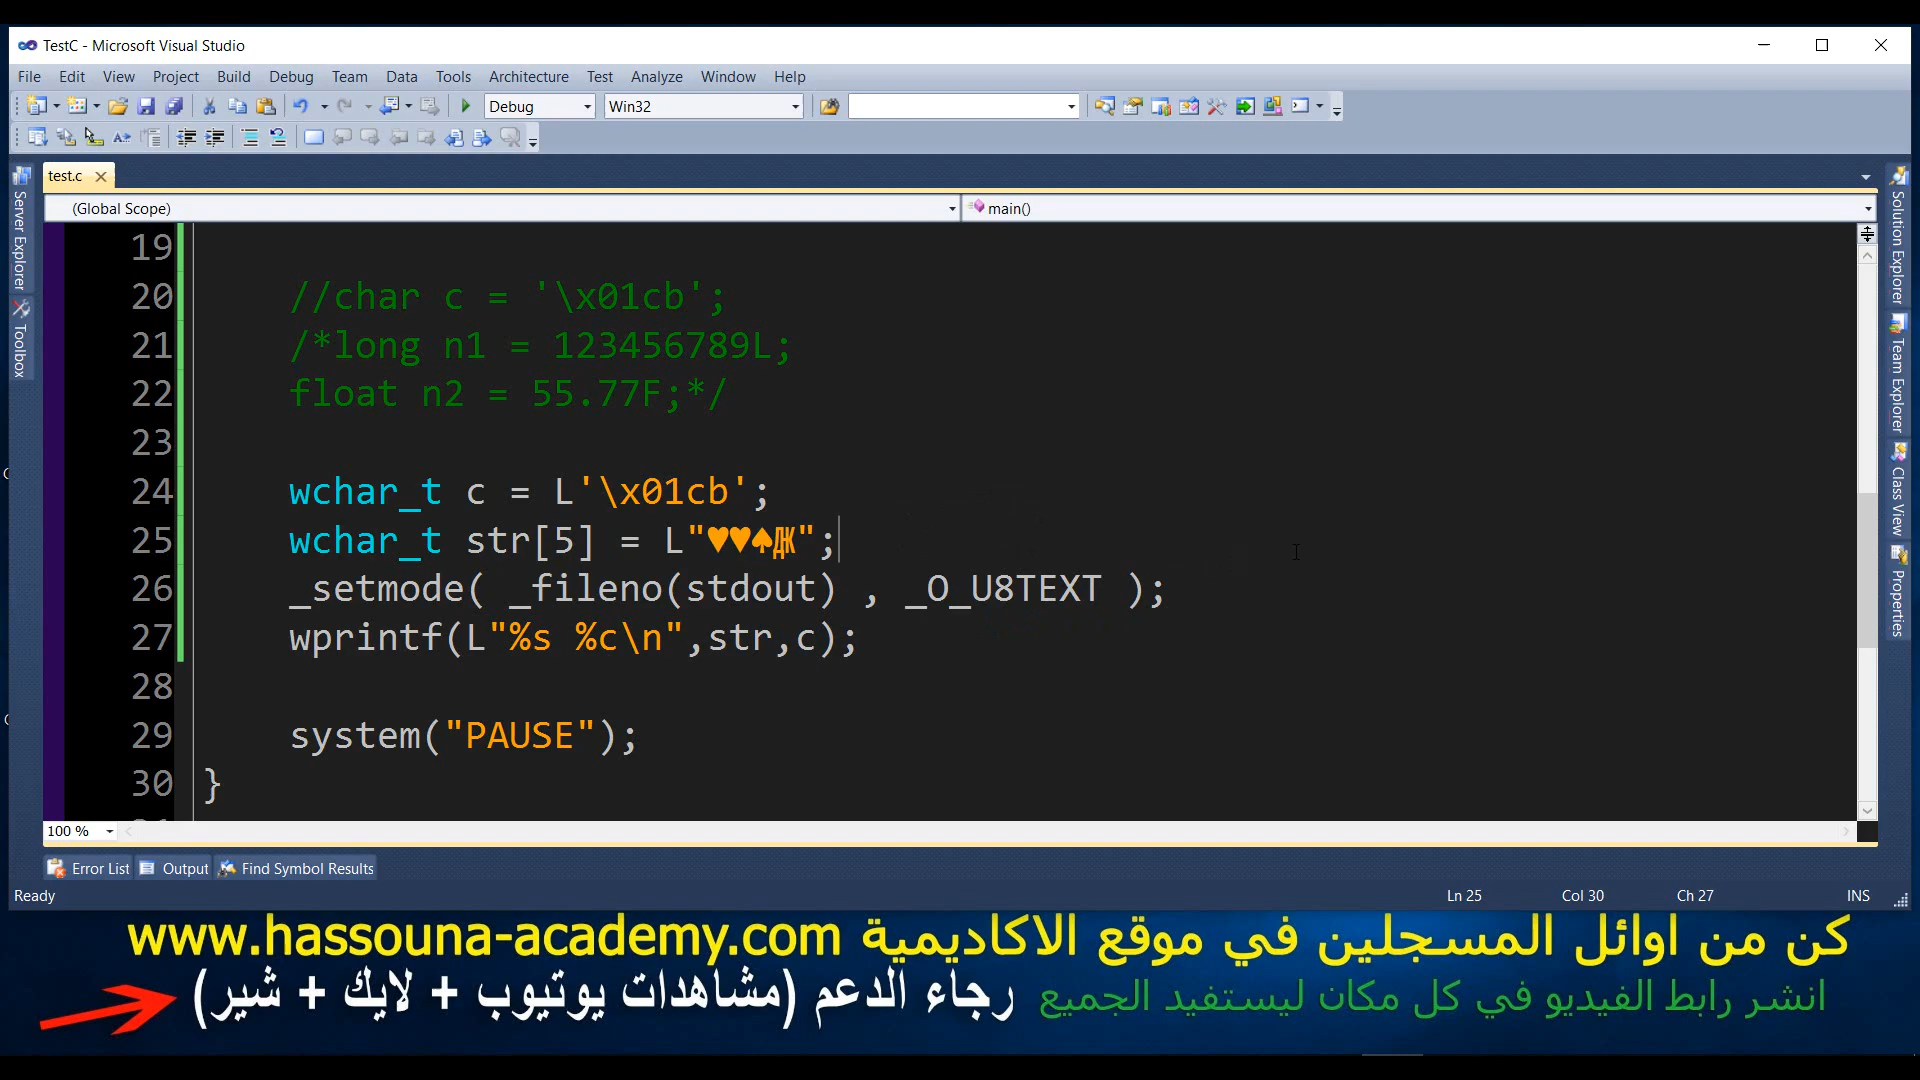 TestC - Microsoft Visual Studio
File Edit View Project Build Debug Team Data Tools Architecture Test Analyze Window Help
Debug Win32
test.c
(Global Scope) main()
Server Explorer
Toolbox
Solution Explorer
Team Explorer
Class View
Properties
19
20 //char c = '\x01cb';
21 /*long n1 = 123456789L;
22 float n2 = 55.77F;*/
23
24 wchar_t c = L'\x01cb';
25 wchar_t str[5] = L"♥♥♠Ж";
26 _setmode( _fileno(stdout) , _O_U8TEXT );
27 wprintf(L"%s %c\n",str,c);
28
29 system("PAUSE");
30 }
100 %
Error List Output Find Symbol Results
Ready Ln 25 Col 30 Ch 27 INS
كن من اوائل المسجلين في موقع الاكاديمية www.hassouna-academy.com
انشر رابط الفيديو في كل مكان ليستفيد الجميع رجاء الدعم (مشاهدات يوتيوب + لايك + شير)